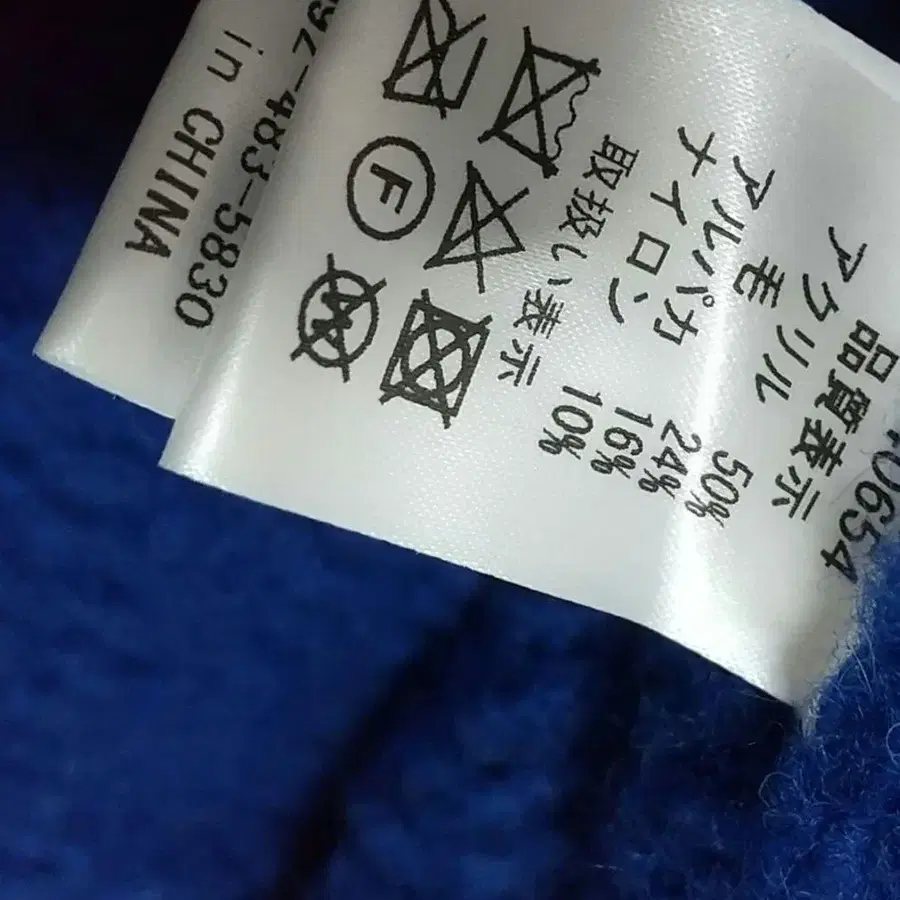 0654
品質表示
アクリル 50%
毛 24%
アルパカ 16%
ナイロン 10%
取扱い表示
F
W
92-483-5830
in CHINA